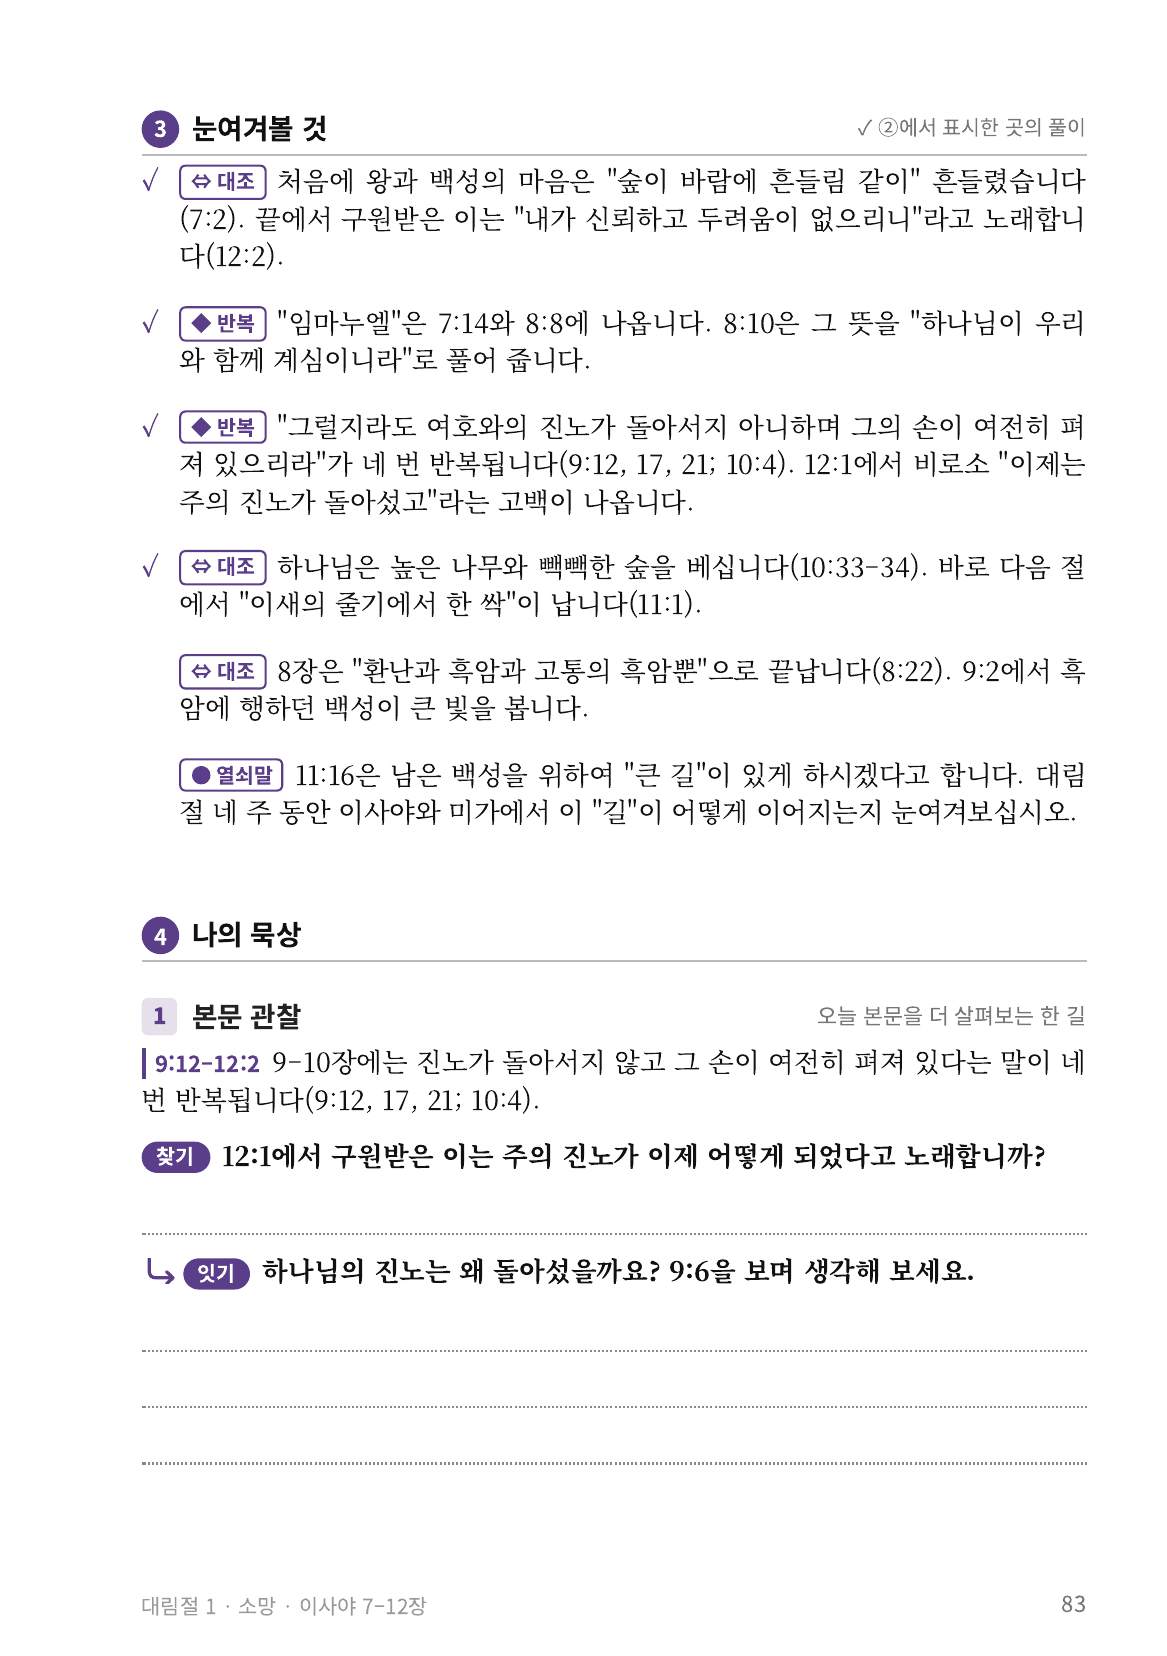 3 눈여겨볼 것
✓ ②에서 표시한 곳의 풀이
✓ ⇔ 대조 처음에 왕과 백성의 마음은 "숲이 바람에 흔들림 같이" 흔들렸습니다
(7:2). 끝에서 구원받은 이는 "내가 신뢰하고 두려움이 없으리니"라고 노래합니
다(12:2).
✓ ◆ 반복 "임마누엘"은 7:14와 8:8에 나옵니다. 8:10은 그 뜻을 "하나님이 우리
와 함께 계심이니라"로 풀어 줍니다.
✓ ◆ 반복 "그럴지라도 여호와의 진노가 돌아서지 아니하며 그의 손이 여전히 펴
져 있으리라"가 네 번 반복됩니다(9:12, 17, 21; 10:4). 12:1에서 비로소 "이제는
주의 진노가 돌아섰고"라는 고백이 나옵니다.
✓ ⇔ 대조 하나님은 높은 나무와 빽빽한 숲을 베십니다(10:33–34). 바로 다음 절
에서 "이새의 줄기에서 한 싹"이 납니다(11:1).
⇔ 대조 8장은 "환난과 흑암과 고통의 흑암뿐"으로 끝납니다(8:22). 9:2에서 흑
암에 행하던 백성이 큰 빛을 봅니다.
● 열쇠말 11:16은 남은 백성을 위하여 "큰 길"이 있게 하시겠다고 합니다. 대림
절 네 주 동안 이사야와 미가에서 이 "길"이 어떻게 이어지는지 눈여겨보십시오.
4 나의 묵상
1 본문 관찰
오늘 본문을 더 살펴보는 한 길
9:12–12:2 9–10장에는 진노가 돌아서지 않고 그 손이 여전히 펴져 있다는 말이 네
번 반복됩니다(9:12, 17, 21; 10:4).
찾기 12:1에서 구원받은 이는 주의 진노가 이제 어떻게 되었다고 노래합니까?
잇기 하나님의 진노는 왜 돌아섰을까요? 9:6을 보며 생각해 보세요.
대림절 1 · 소망 · 이사야 7–12장
83